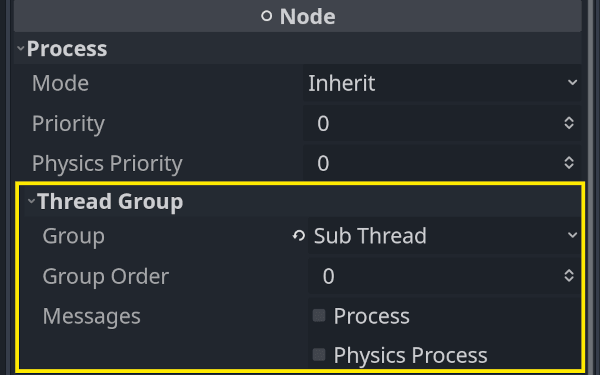 Node
Process
Mode Inherit
Priority 0
Physics Priority 0
Thread Group
Group Sub Thread
Group Order 0
Messages Process
Physics Process